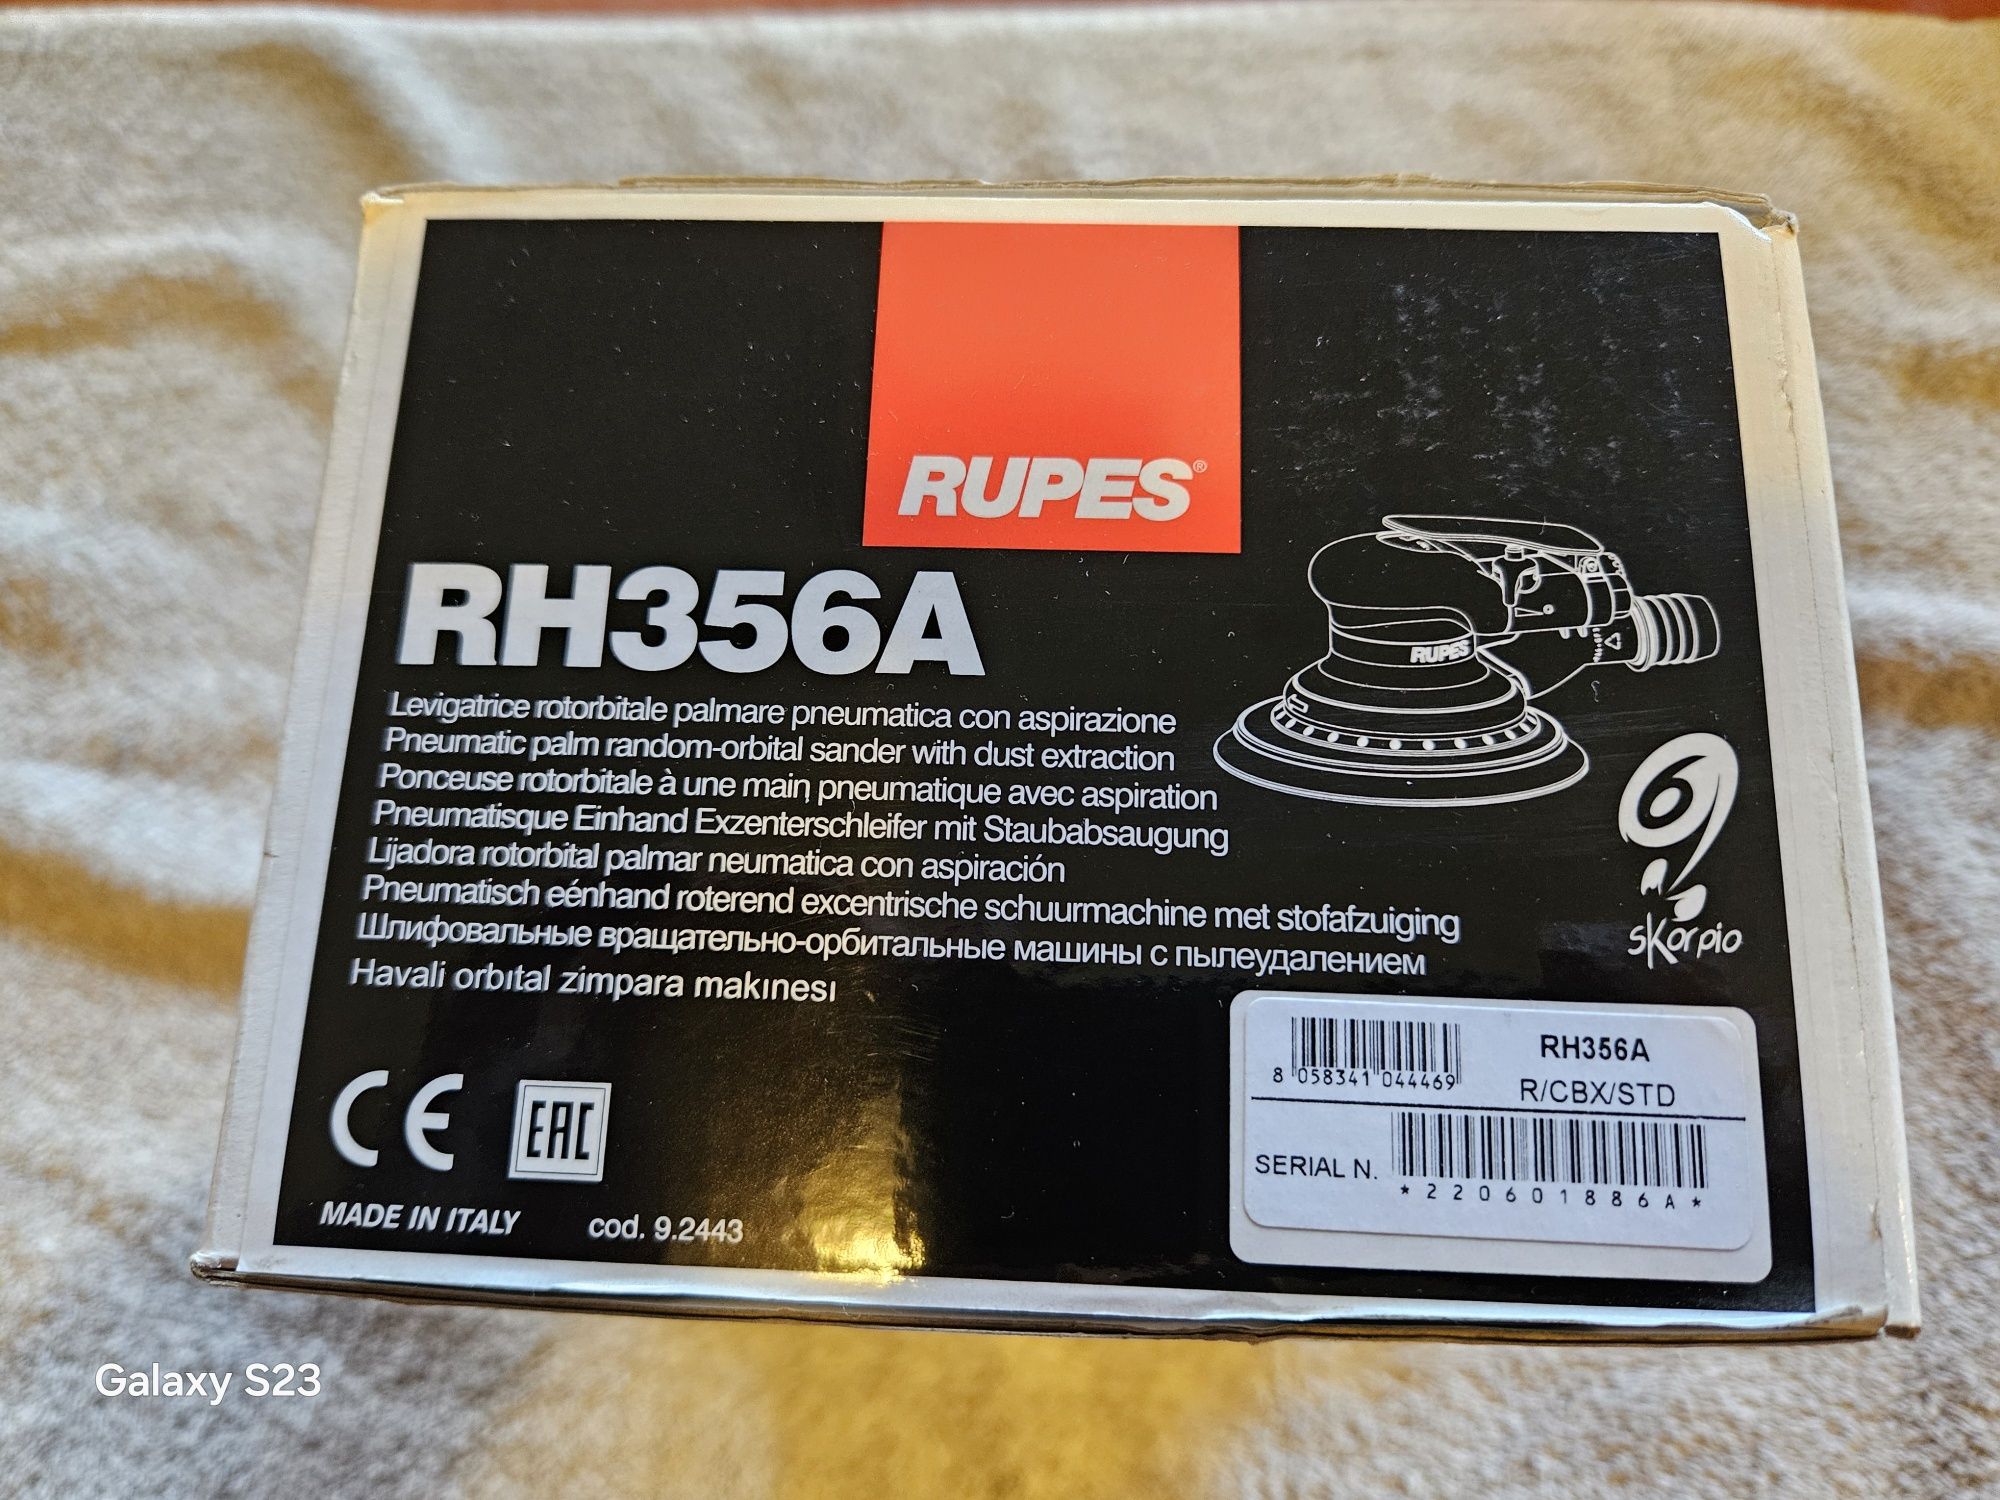 RUPES®
RH356A
Levigatrice rotorbitale palmare pneumatica con aspirazione
Pneumatic palm random-orbital sander with dust extraction
Ponceuse rotorbitale à une main pneumatique avec aspiration
Pneumatisque Einhand Exzenterschleifer mit Staubabsaugung
Lijadora rotorbital palmar neumatica con aspiración
Pneumatisch eénhand roterend excentrische schuurmachine met stofafzuiging
Шлифовальные вращательно-орбитальные машины с пылеудалением
Havali orbıtal zimpara makınesı
RUPES
skorpio
CE
EAC
MADE IN ITALY
cod. 9.2443
RH356A
8 058341 044469
R/CBX/STD
SERIAL N.
*220601886A*
Galaxy S23